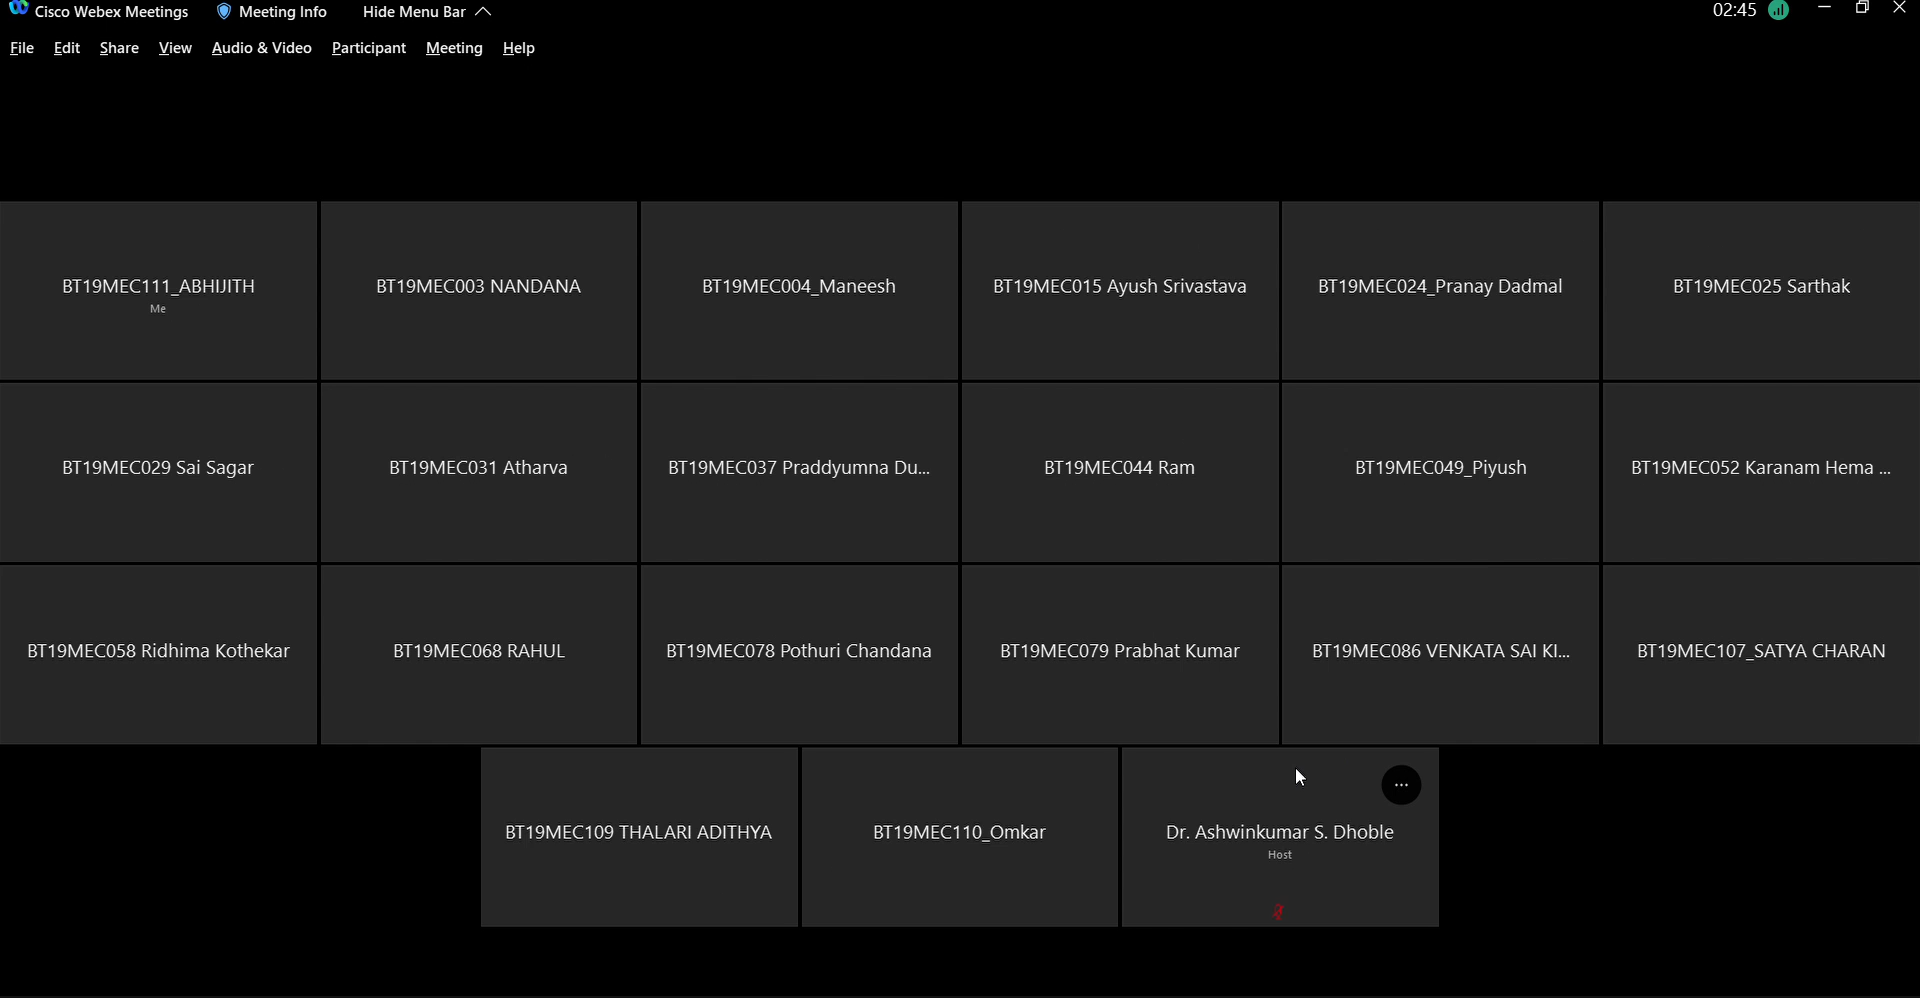 Cisco Webex Meetings Meeting Info Hide Menu Bar 02:45
File Edit Share View Audio & Video Participant Meeting Help
BT19MEC111_ABHIJITH
Me
BT19MEC003 NANDANA
BT19MEC004_Maneesh
BT19MEC015 Ayush Srivastava
BT19MEC024_Pranay Dadmal
BT19MEC025 Sarthak
BT19MEC029 Sai Sagar
BT19MEC031 Atharva
BT19MEC037 Praddyumna Du...
BT19MEC044 Ram
BT19MEC049_Piyush
BT19MEC052 Karanam Hema ...
BT19MEC058 Ridhima Kothekar
BT19MEC068 RAHUL
BT19MEC078 Pothuri Chandana
BT19MEC079 Prabhat Kumar
BT19MEC086 VENKATA SAI KI...
BT19MEC107_SATYA CHARAN
BT19MEC109 THALARI ADITHYA
BT19MEC110_Omkar
Dr. Ashwinkumar S. Dhoble
Host